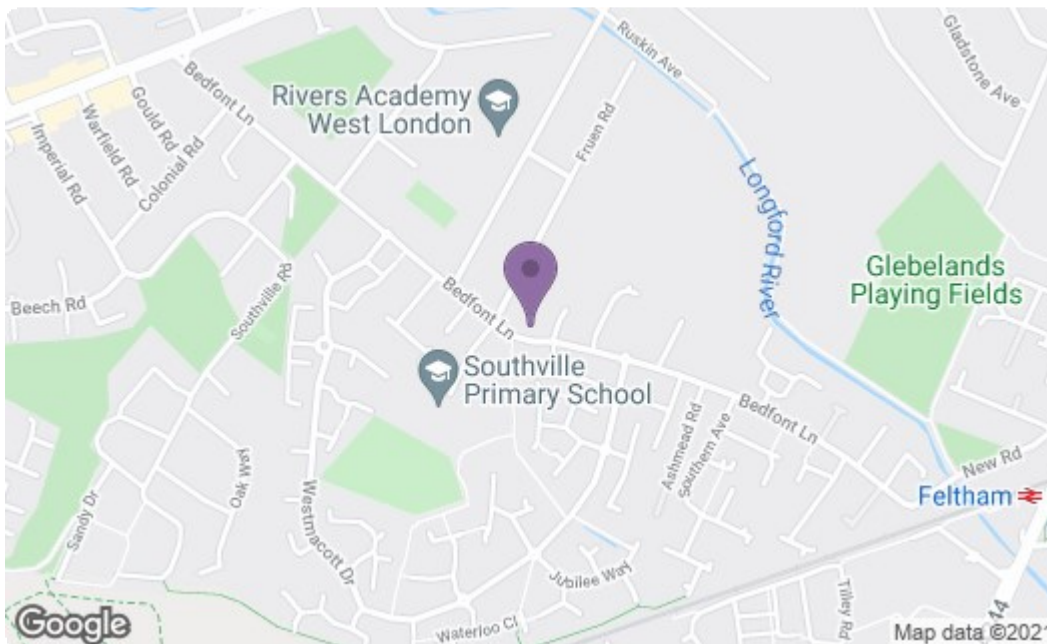 Ruskin Ave
Gladstone Ave
Bedfont Ln
Gould Rd
Warfield Rd
Colonial Rd
Imperial Rd
Rivers Academy
West London
Fruen Rd
Longford River
Glebelands
Playing Fields
Beech Rd
Southville Rd
Bedfont Ln
Southville
Primary School
Ashmead Rd
Southern Ave
Bedfont Ln
New Rd
Feltham
Oak Way
Sandy Dr
Westmacott Dr
Jubilee Way
Waterloo Cl
Tilley Rd
Google
Map data ©2021